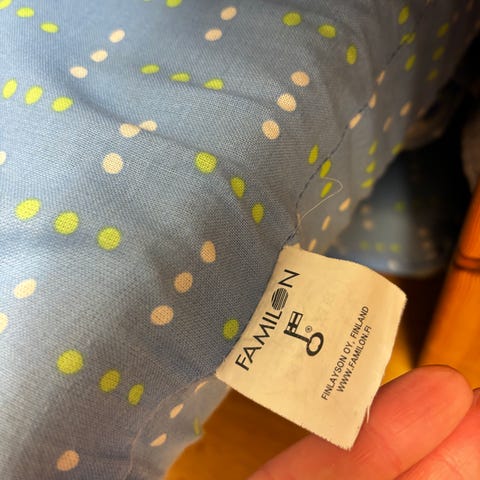 FAMILON
®
FINLAYSON OY, FINLAND
WWW.FAMILON.FI